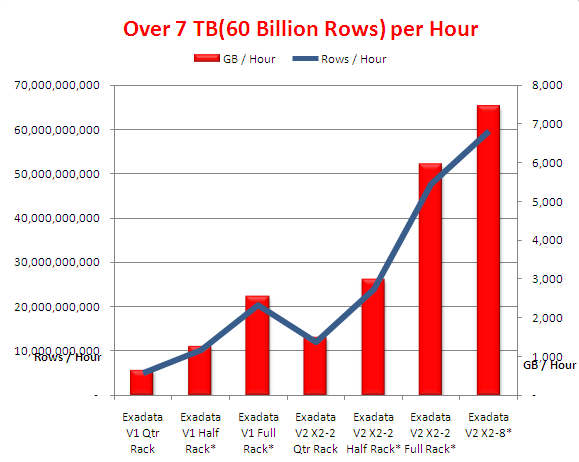 Over 7 TB(60 Billion Rows) per Hour
GB / Hour Rows / Hour
70,000,000,000 8,000
60,000,000,000 7,000
50,000,000,000 6,000
40,000,000,000 5,000
30,000,000,000 4,000
20,000,000,000 3,000
10,000,000,000 2,000
- 1,000
-
Rows / Hour
GB / Hour
Exadata V1 Qtr Rack
Exadata V1 Half Rack*
Exadata V1 Full Rack*
Exadata V2 X2-2 Qtr Rack
Exadata V2 X2-2 Half Rack*
Exadata V2 X2-2 Full Rack*
Exadata V2 X2-8*